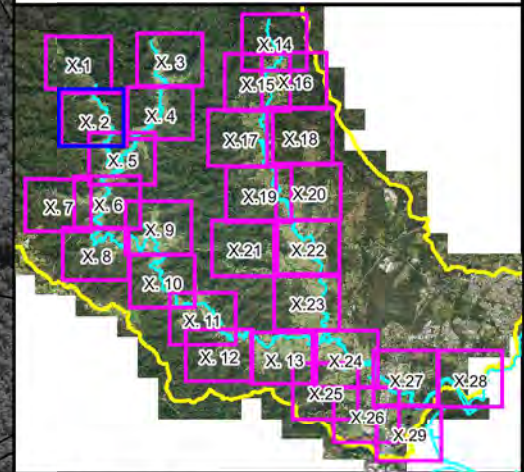 X.14
X.1
X. 3
X.15
X.16
X. 2
X. 4
X.17
X.18
X. 5
X. 7
X. 6
X.19
X.20
X. 9
X. 8
X.21
X.22
X. 10
X.23
X. 11
X. 12
X. 13
X.24
X.27
X.28
X.25
X.26
X.29